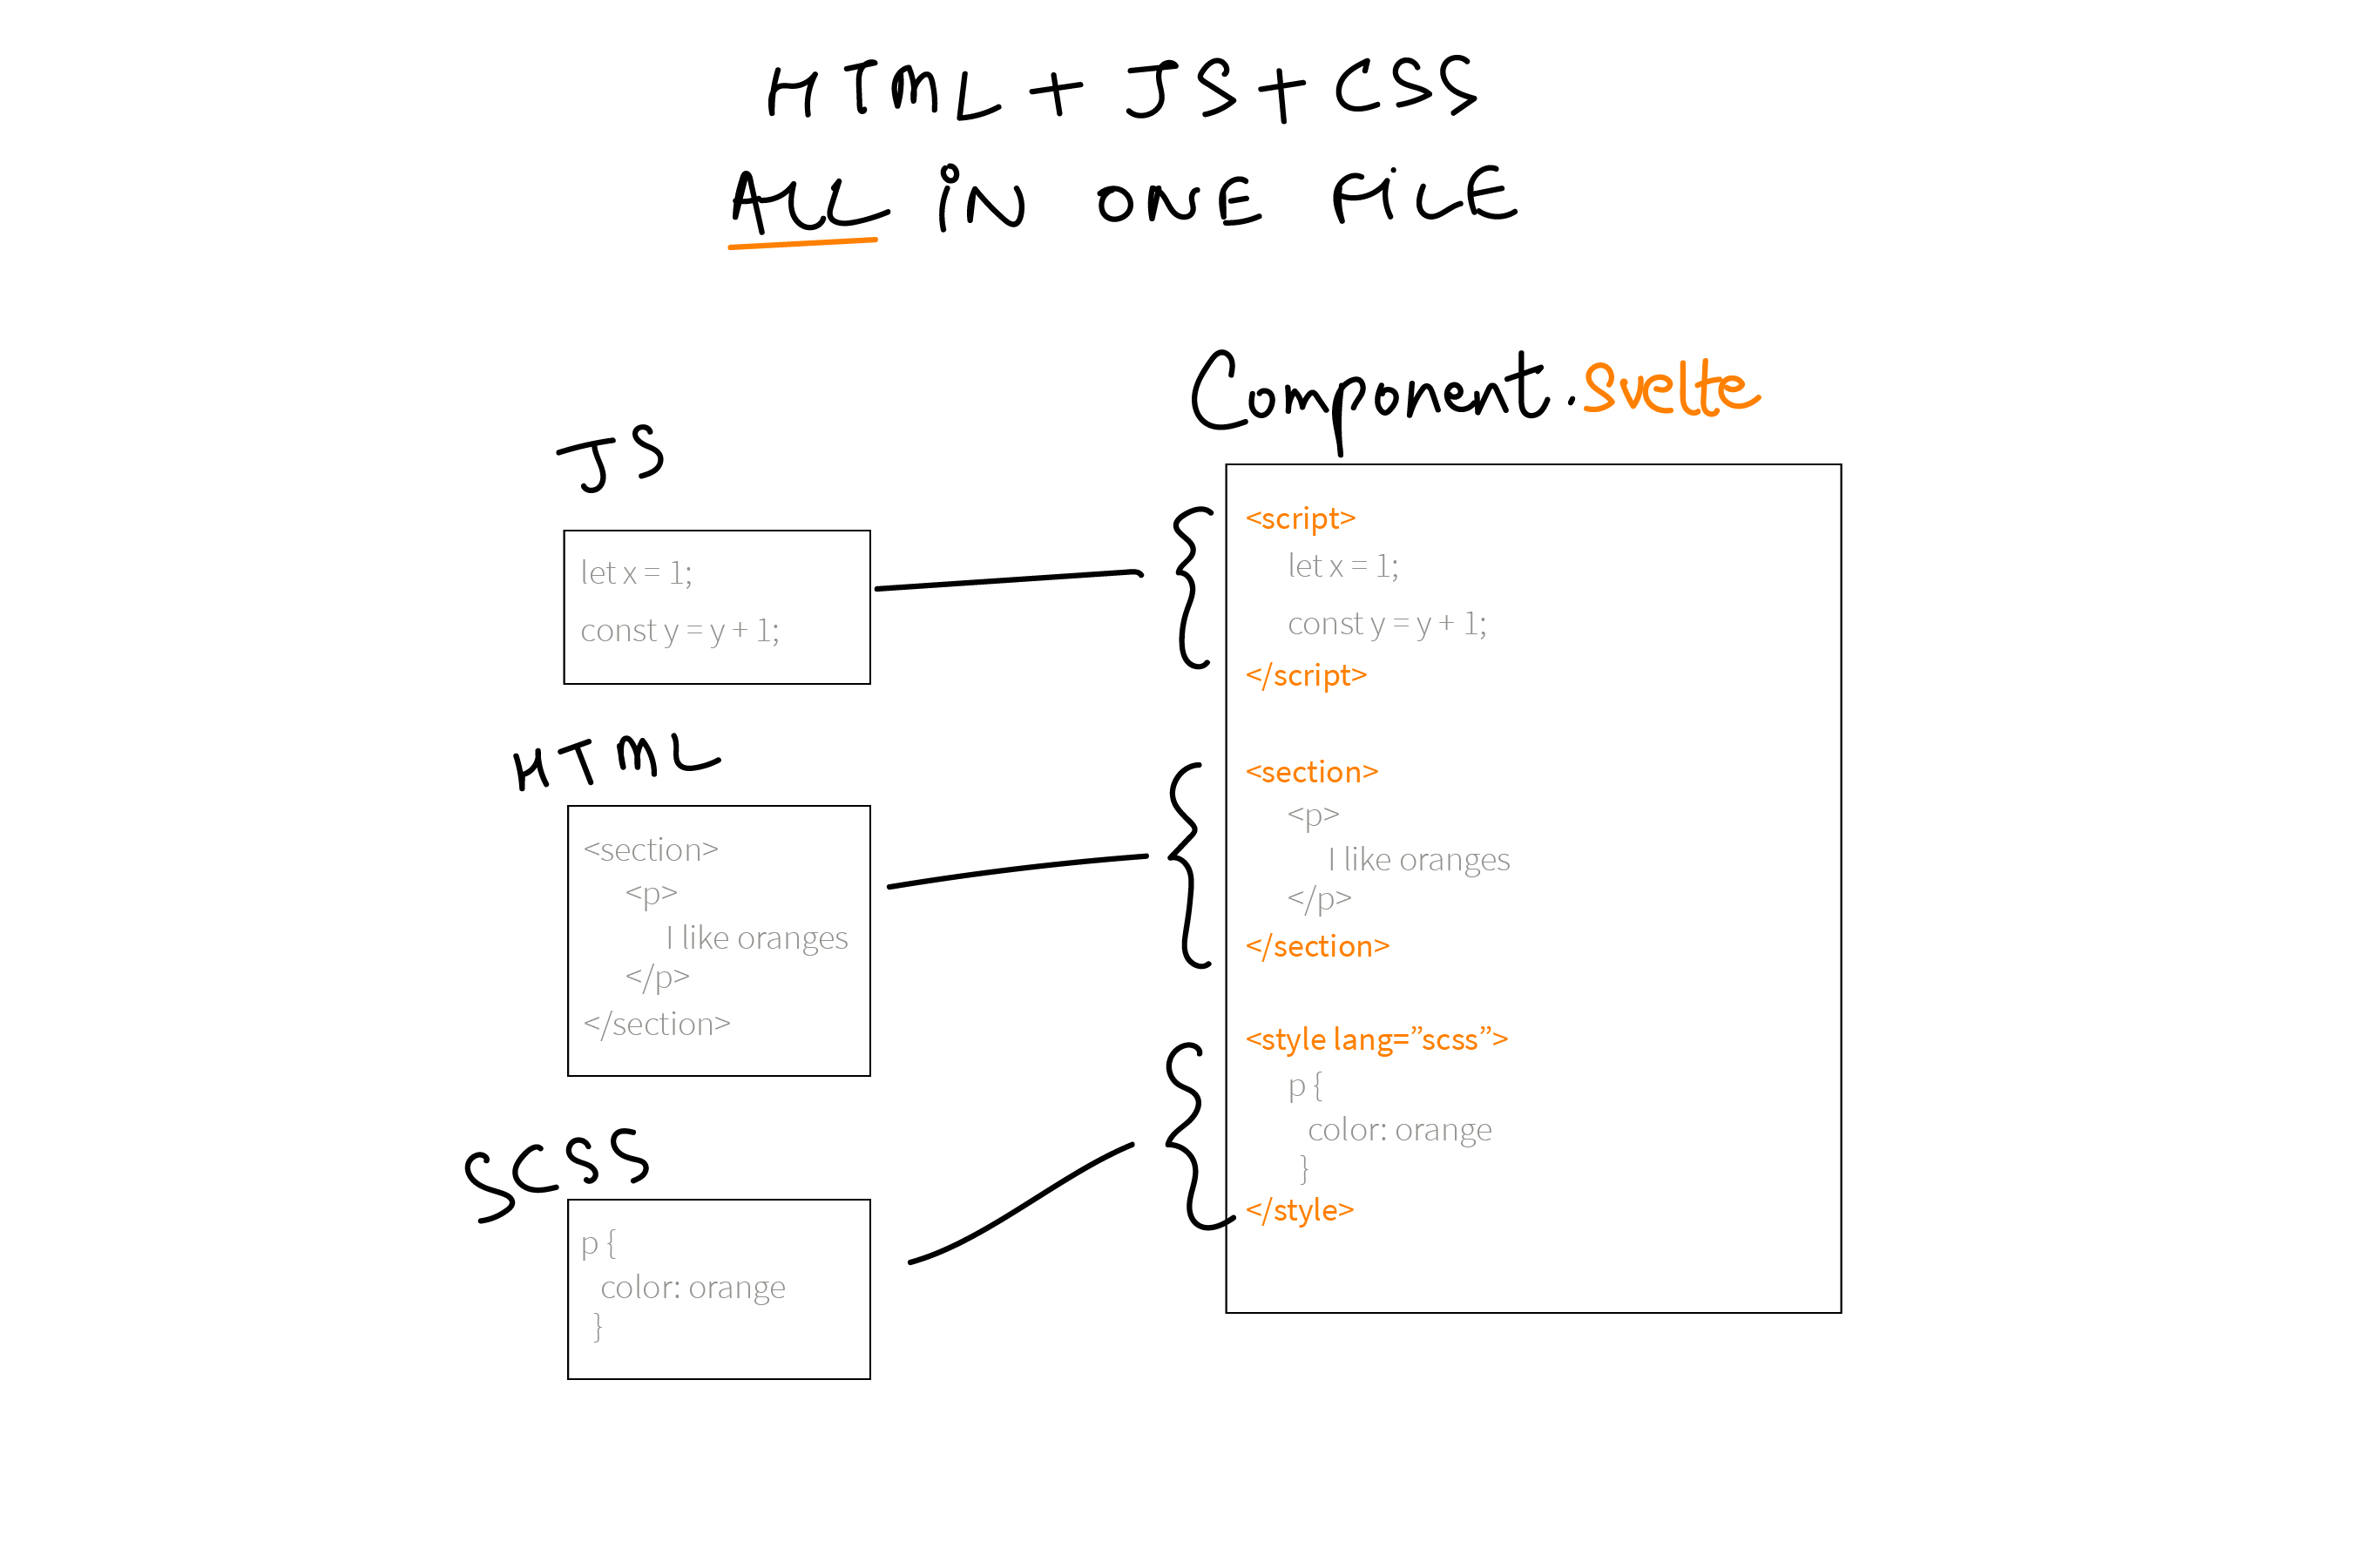 HTML + JS + CSS
ALL iN ONE FiLE
JS
let x = 1;
const y = y + 1;
HTML
<section>
<p>
I like oranges
</p>
</section>
SCSS
p {
color: orange
}
Component.svelte
<script>
let x = 1;
const y = y + 1;
</script>
<section>
<p>
I like oranges
</p>
</section>
<style lang=”scss”>
p {
color: orange
}
</style>